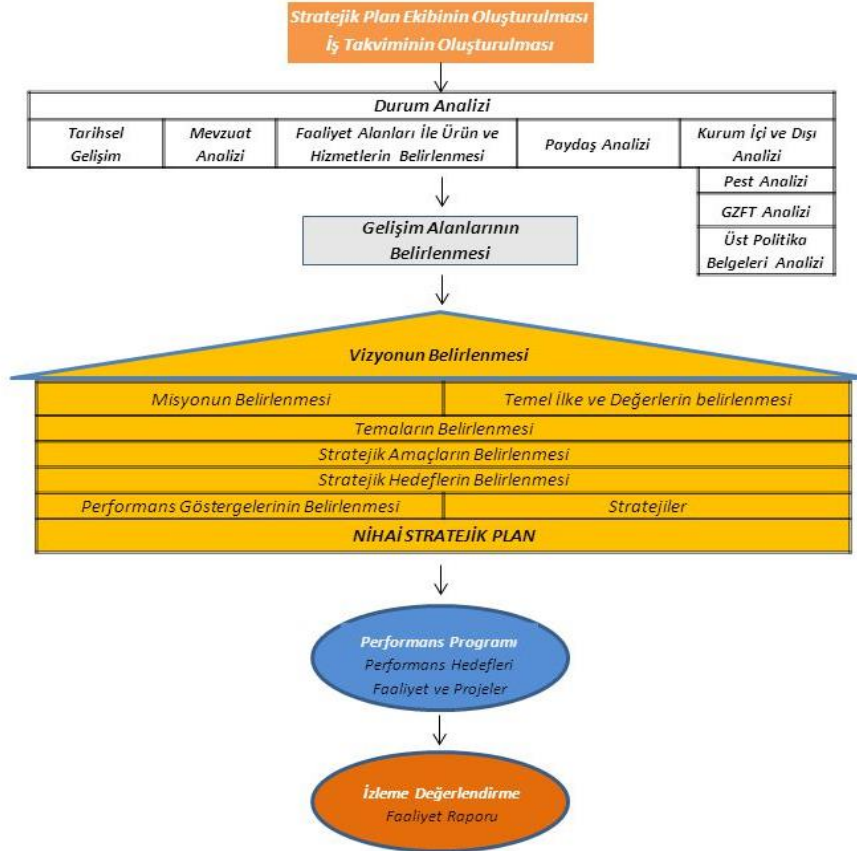 Stratejik Plan Ekibinin Oluşturulması
İş Takviminin Oluşturulması
Durum Analizi
Tarihsel
Gelişim
Mevzuat
Analizi
Faaliyet Alanları İle Ürün ve
Hizmetlerin Belirlenmesi
Paydaş Analizi
Kurum İçi ve Dışı
Analizi
Pest Analizi
GZFT Analizi
Üst Politika
Belgeleri Analizi
Gelişim Alanlarının
Belirlenmesi
Vizyonun Belirlenmesi
Misyonun Belirlenmesi
Temel İlke ve Değerlerin belirlenmesi
Temaların Belirlenmesi
Stratejik Amaçların Belirlenmesi
Stratejik Hedeflerin Belirlenmesi
Performans Göstergelerinin Belirlenmesi
Stratejiler
NİHAİ STRATEJİK PLAN
Performans Programı
Performans Hedefleri
Faaliyet ve Projeler
İzleme Değerlendirme
Faaliyet Raporu